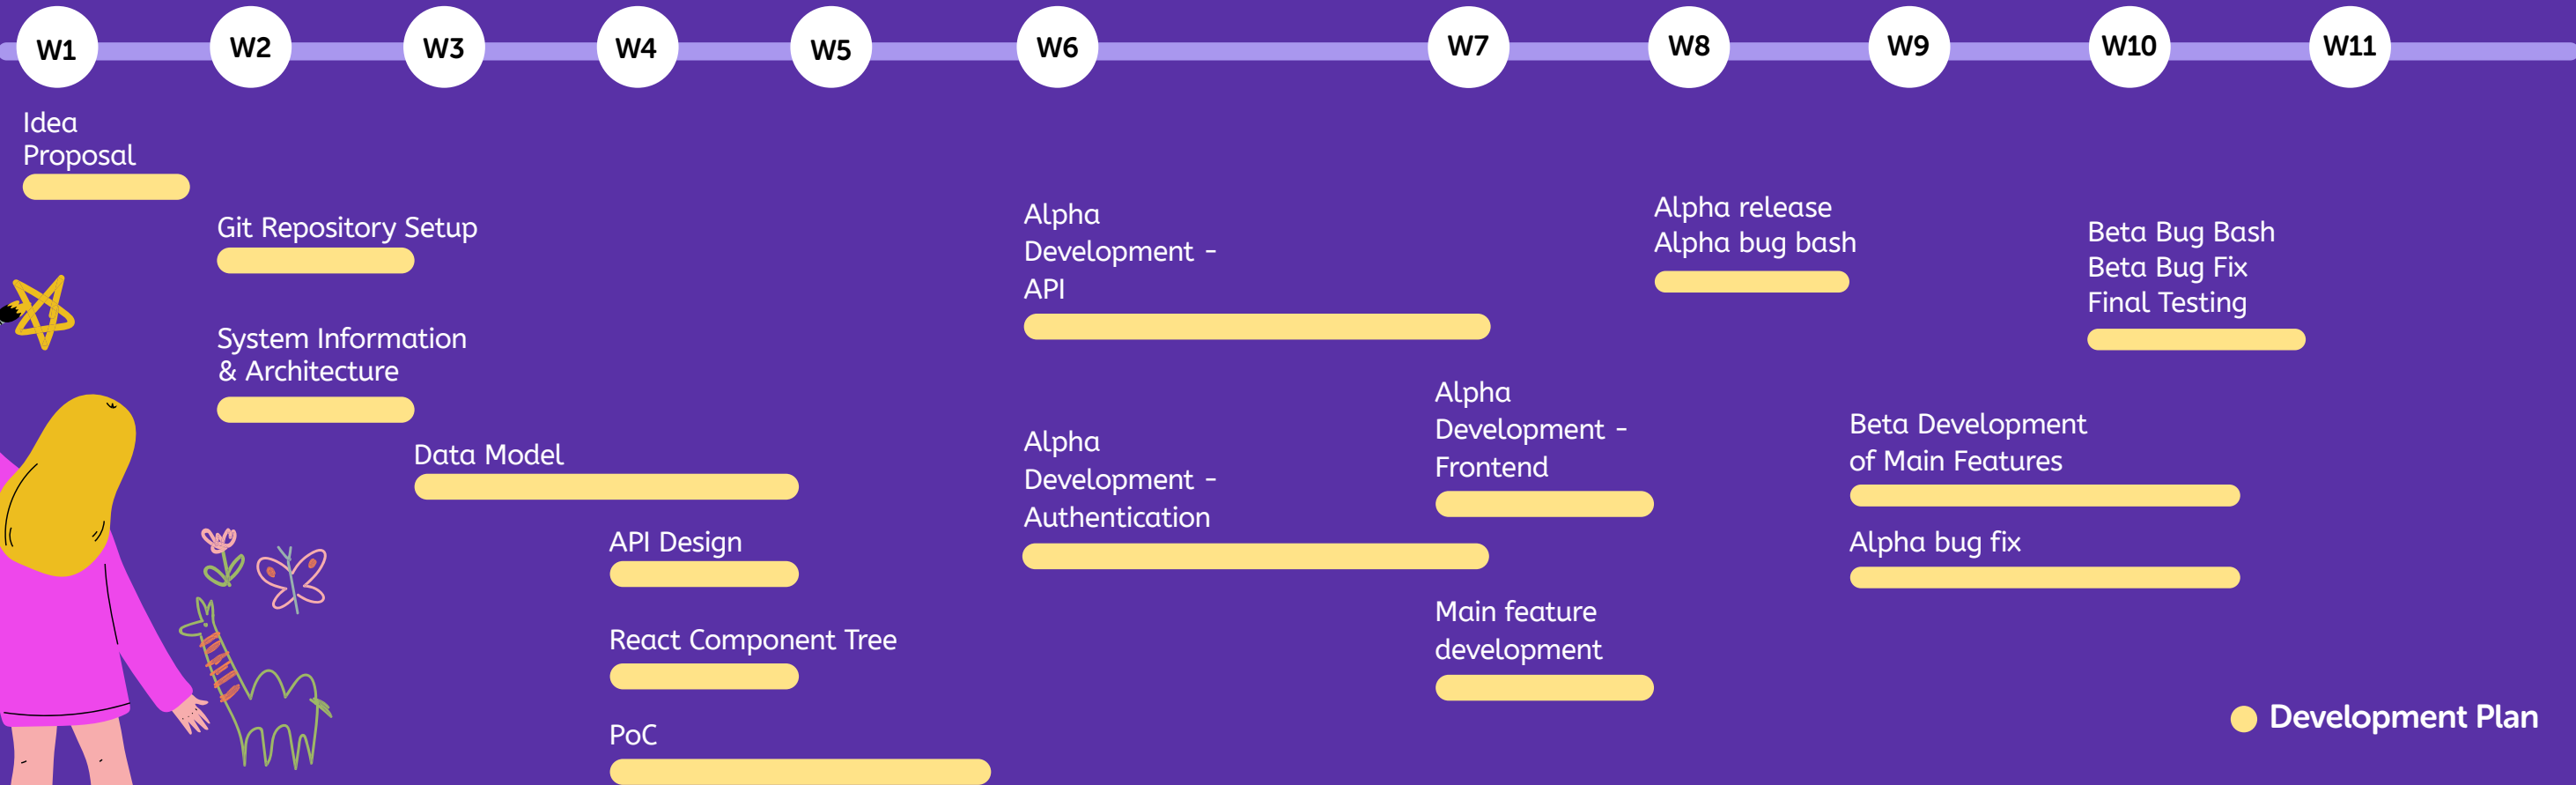 W1
W2
W3
W4
W5
W6
W7
W8
W9
W10
W11
Idea
Proposal
Git Repository Setup
System Information
& Architecture
Data Model
API Design
React Component Tree
PoC
Alpha
Development -
API
Alpha
Development -
Authentication
Alpha
Development -
Frontend
Main feature
development
Alpha release
Alpha bug bash
Beta Development
of Main Features
Alpha bug fix
Beta Bug Bash
Beta Bug Fix
Final Testing
Development Plan